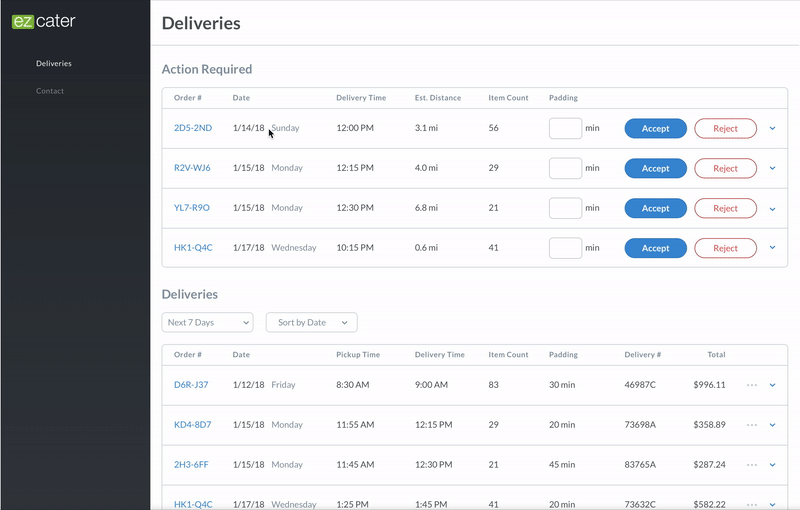 ezcater
Deliveries
Contact
Deliveries
Action Required
Order # Date Delivery Time Est. Distance Item Count Padding
2D5-2ND 1/14/18 Sunday 12:00 PM 3.1 mi 56 min Accept Reject
R2V-WJ6 1/15/18 Monday 12:15 PM 4.0 mi 29 min Accept Reject
YL7-R9O 1/15/18 Monday 12:30 PM 6.8 mi 21 min Accept Reject
HK1-Q4C 1/17/18 Wednesday 10:15 PM 0.6 mi 41 min Accept Reject
Deliveries
Next 7 Days Sort by Date
Order # Date Pickup Time Delivery Time Item Count Padding Delivery # Total
D6R-J37 1/12/18 Friday 8:30 AM 9:00 AM 83 30 min 46987C $996.11
KD4-8D7 1/15/18 Monday 11:55 AM 12:15 PM 29 20 min 73698A $358.89
2H3-6FF 1/15/18 Monday 11:45 AM 12:30 PM 21 45 min 83765A $287.24
HK1-Q4C 1/17/18 Wednesday 1:25 PM 1:45 PM 41 20 min 73632C $582.22